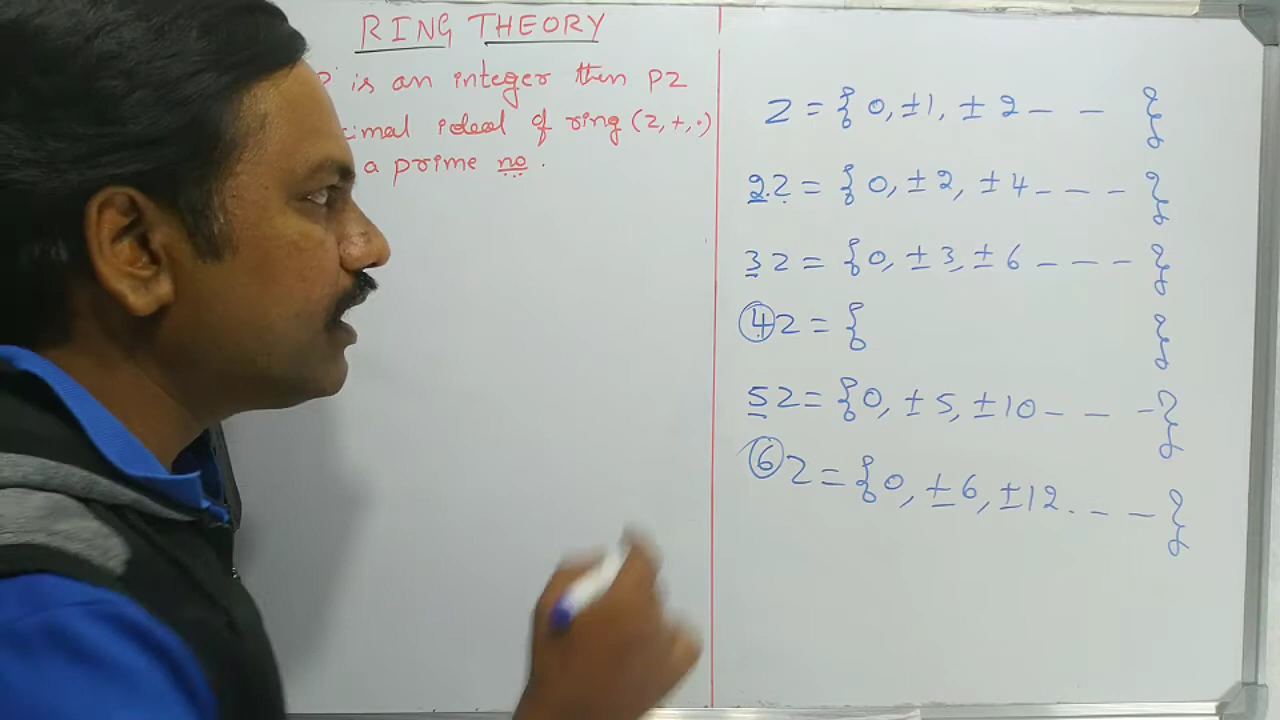 RING THEORY
is an integer then PZ
imal ideal of ring (Z,+,.)
a prime no.
Z = { 0, ±1, ±2 - - }
2Z = { 0, ±2, ±4 - - - }
3Z = { 0, ±3, ±6 - - - }
4Z = { }
5Z = { 0, ±5, ±10 - - - }
6Z = { 0, ±6, ±12 . - - }